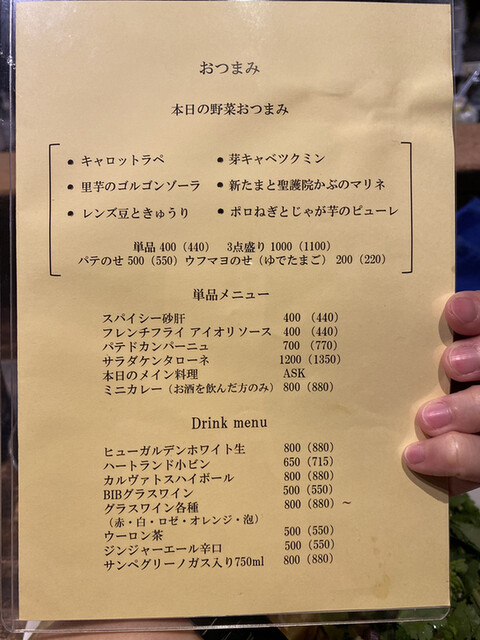 おつまみ
本日の野菜おつまみ
● キャロットラペ ● 芽キャベツクミン
● 里芋のゴルゴンゾーラ ● 新たまと聖護院かぶのマリネ
● レンズ豆ときゅうり ● ポロねぎとじゃが芋のピューレ
単品 400（440） 3点盛り 1000（1100）
パテのせ 500（550）ウフマヨのせ（ゆでたまご）200（220）
単品メニュー
スパイシー砂肝 400（440）
フレンチフライ アイオリソース 400（440）
パテドカンパーニュ 700（770）
サラダケンタローネ 1200（1350）
本日のメイン料理 ASK
ミニカレー（お酒を飲んだ方のみ）800（880）
Drink menu
ヒューガルデンホワイト生 800（880）
ハートランド小ビン 650（715）
カルヴァトスハイボール 800（880）
BIBグラスワイン 500（550）
グラスワイン各種 800（880）～
（赤・白・ロゼ・オレンジ・泡）
ウーロン茶 500（550）
ジンジャーエール辛口 500（550）
サンペグリーノガス入り750ml 800（880）